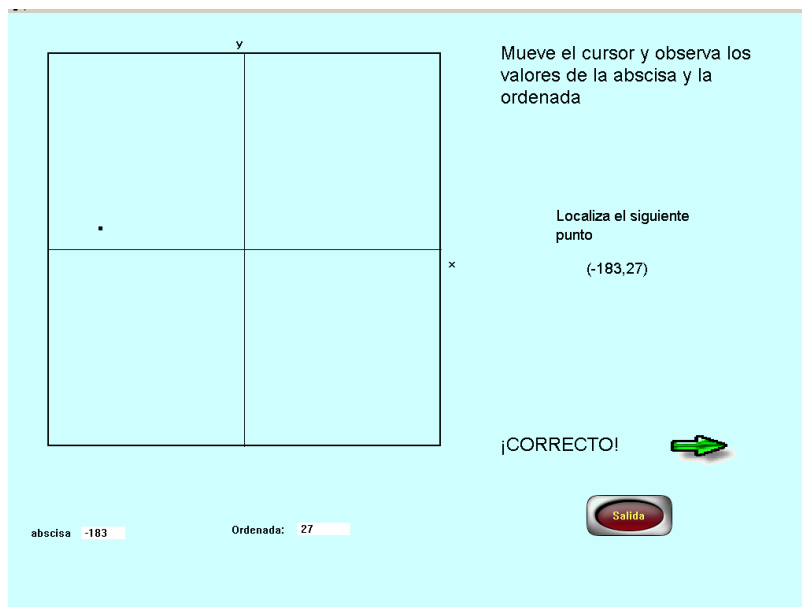 y
Mueve el cursor y observa los
valores de la abscisa y la
ordenada
Localiza el siguiente
punto
(-183,27)
x
¡CORRECTO!
Salida
abscisa -183
Ordenada: 27